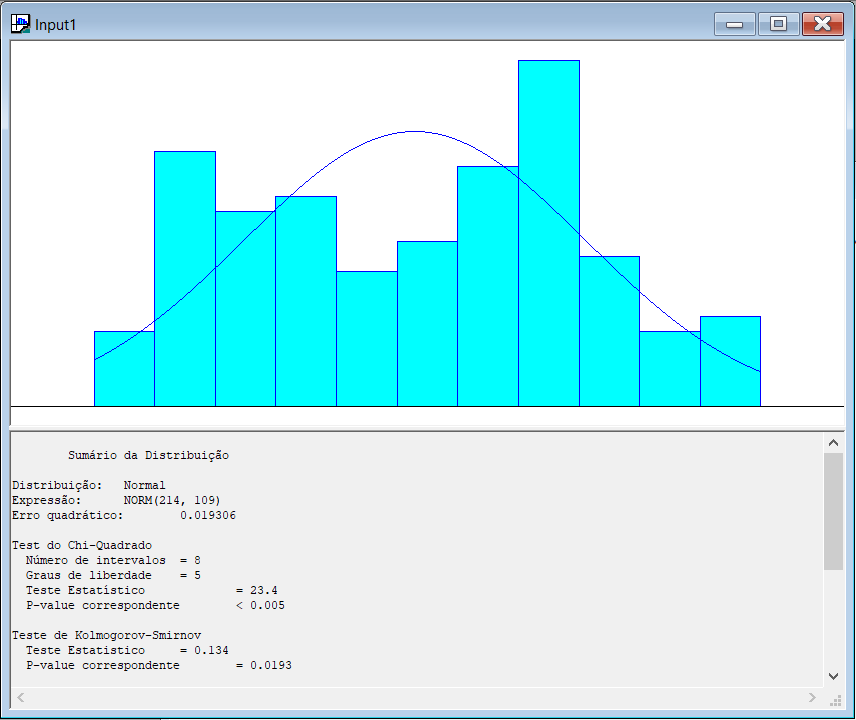 Input1
Sumário da Distribuição
Distribuição: Normal
Expressão: NORM(214, 109)
Erro quadrático: 0.019306
Test do Chi-Quadrado
Número de intervalos = 8
Graus de liberdade = 5
Teste Estatístico = 23.4
P-value correspondente < 0.005
Teste de Kolmogorov-Smirnov
Teste Estatistico = 0.134
P-value correspondente = 0.0193